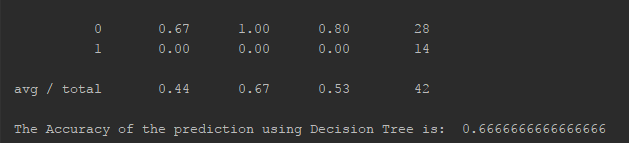 0 0.67 1.00 0.80 28
1 0.00 0.00 0.00 14
avg / total 0.44 0.67 0.53 42
The Accuracy of the prediction using Decision Tree is: 0.6666666666666666